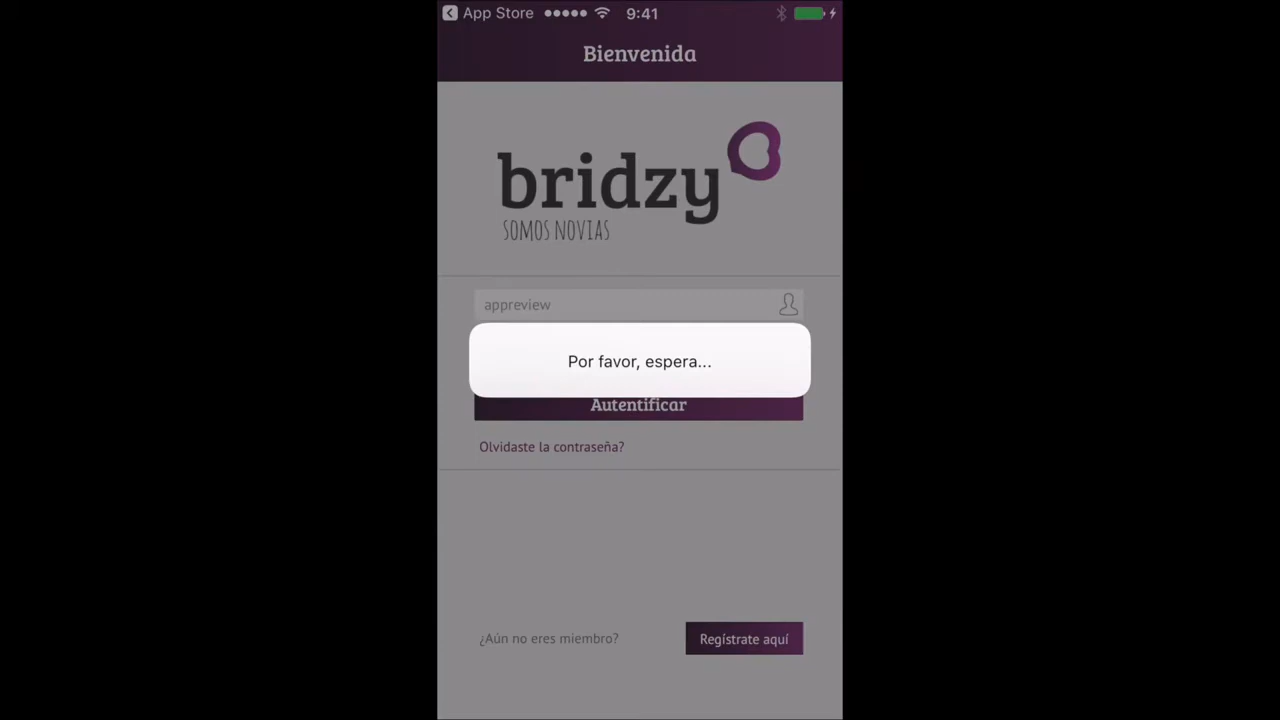 App Store 9:41
Bienvenida
bridzy
SOMOS NOVIAS
appreview
Por favor, espera...
Autentificar
Olvidaste la contraseña?
¿Aún no eres miembro? Regístrate aquí